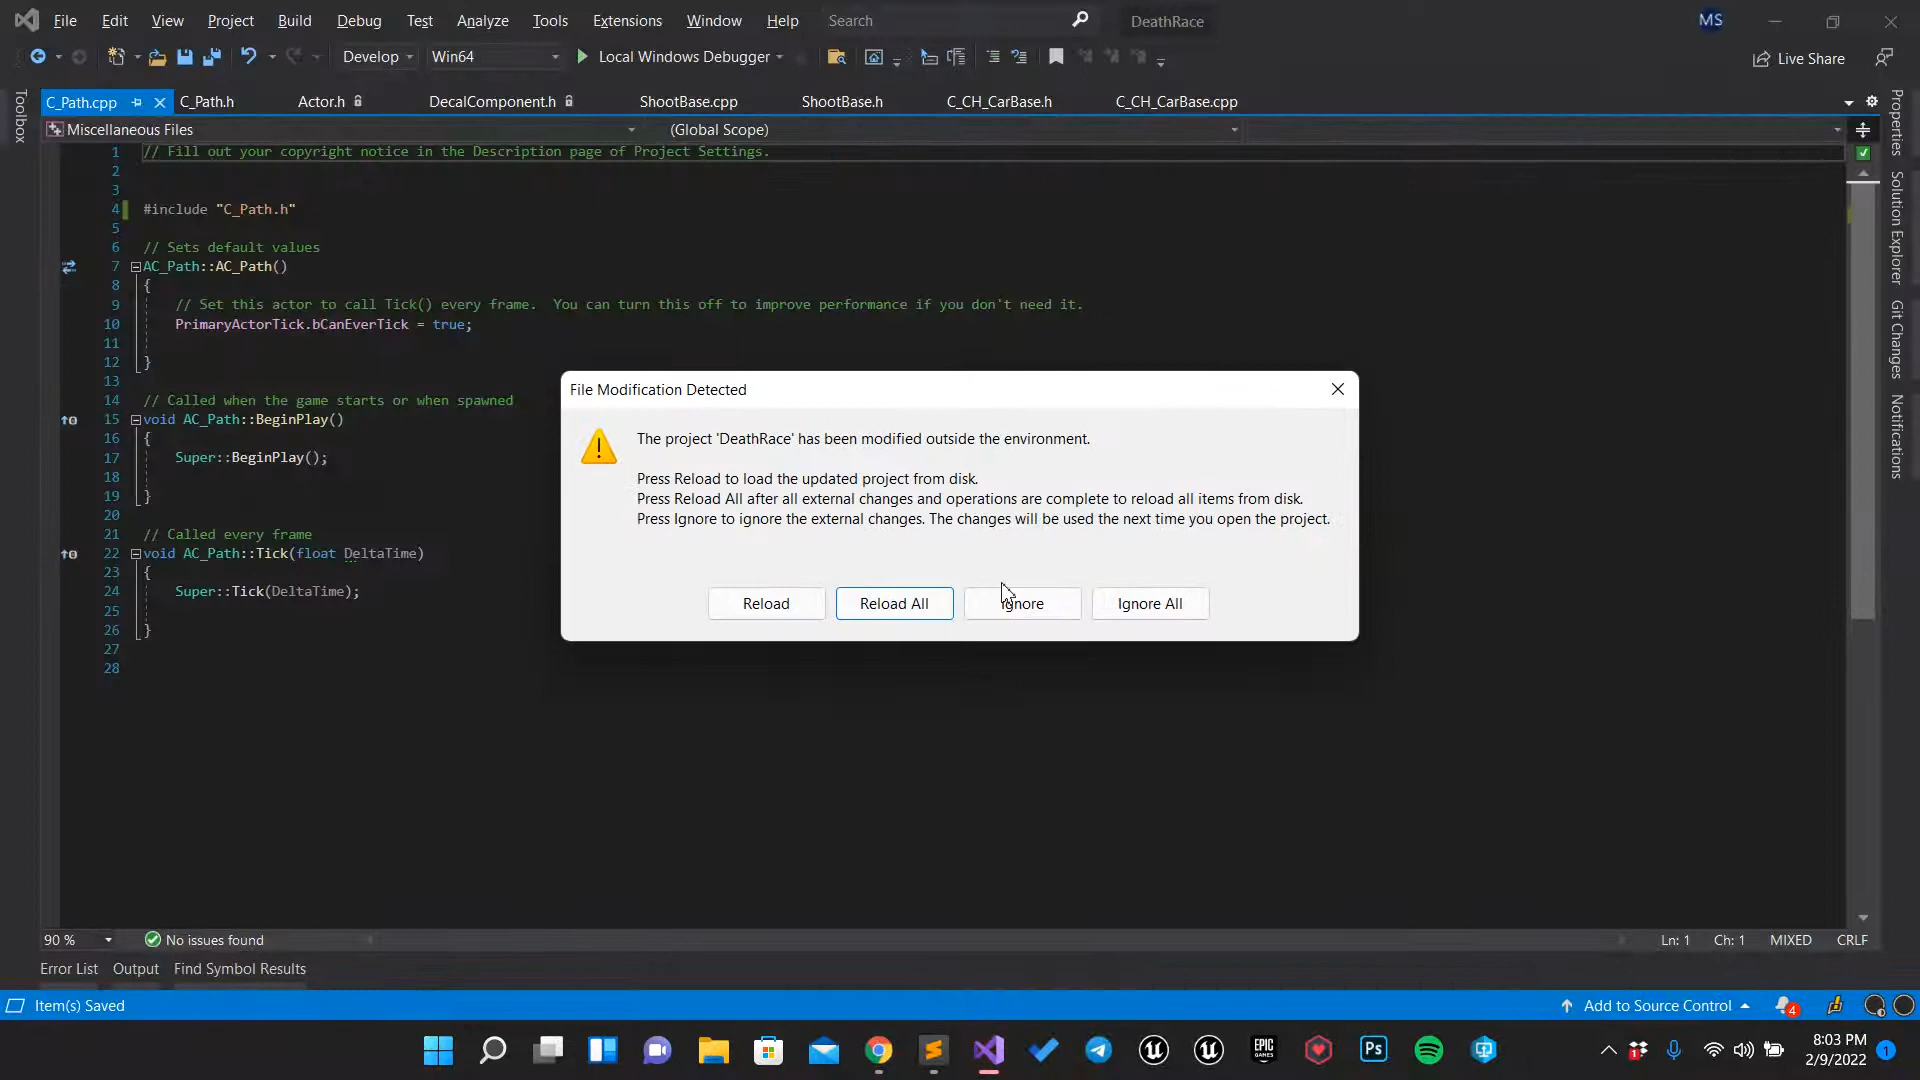 File Edit View Project Build Debug Test Analyze Tools Extensions Window Help Search DeathRace MS
Develop Win64 Local Windows Debugger Live Share
C_Path.cpp C_Path.h Actor.h DecalComponent.h ShootBase.cpp ShootBase.h C_CH_CarBase.h C_CH_CarBase.cpp
Miscellaneous Files (Global Scope)
Toolbox
Properties
Solution Explorer
Git Changes
Notifications
1 // Fill out your copyright notice in the Description page of Project Settings.
2
3
4 #include "C_Path.h"
5
6 // Sets default values
7 AC_Path::AC_Path()
8 {
9 // Set this actor to call Tick() every frame.  You can turn this off to improve performance if you don't need it.
10 PrimaryActorTick.bCanEverTick = true;
11
12 }
13
14 // Called when the game starts or when spawned
15 void AC_Path::BeginPlay()
16 {
17 Super::BeginPlay();
18
19 }
20
21 // Called every frame
22 void AC_Path::Tick(float DeltaTime)
23 {
24 Super::Tick(DeltaTime);
25
26 }
27
28
File Modification Detected
The project 'DeathRace' has been modified outside the environment.
Press Reload to load the updated project from disk.
Press Reload All after all external changes and operations are complete to reload all items from disk.
Press Ignore to ignore the external changes. The changes will be used the next time you open the project.
Reload Reload All Ignore Ignore All
90 % No issues found Ln: 1 Ch: 1 MIXED CRLF
Error List Output Find Symbol Results
Item(s) Saved Add to Source Control 4
EPIC GAMES Ps 1 8:03 PM 1
2/9/2022